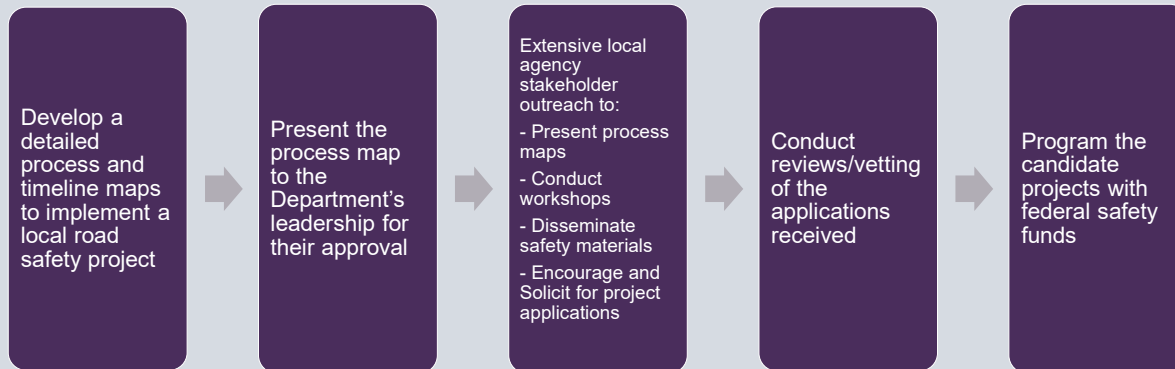 Develop a
detailed
process and
timeline maps
to implement a
local road
safety project
Present the
process map
to the
Department’s
leadership for
their approval
Extensive local
agency
stakeholder
outreach to:
- Present process
maps
- Conduct
workshops
- Disseminate
safety materials
- Encourage and
Solicit for project
applications
Conduct
reviews/vetting
of the
applications
received
Program the
candidate
projects with
federal safety
funds